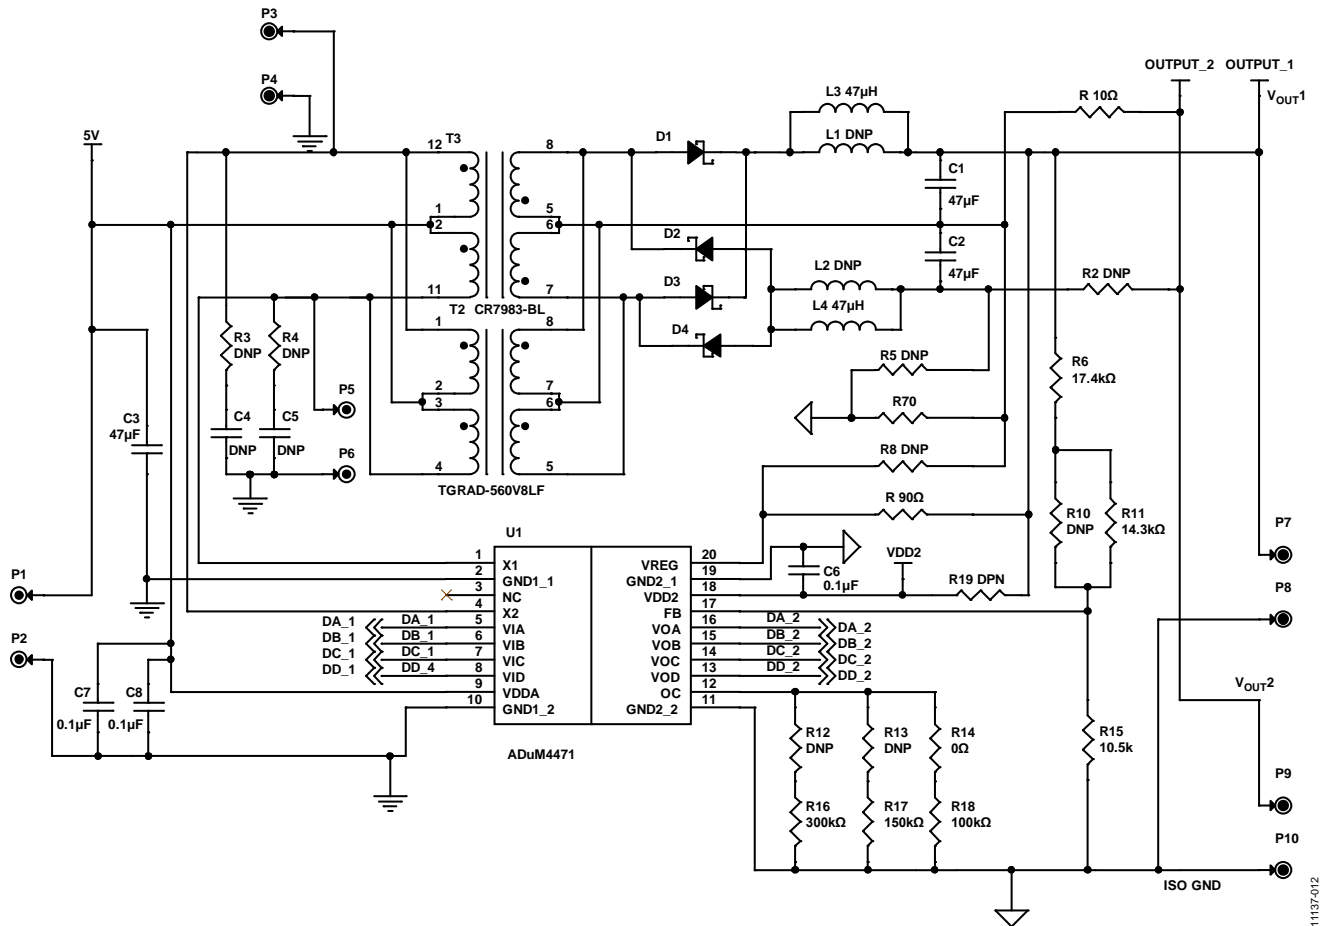 P3
P4
5V
OUTPUT_2
OUTPUT_1
VOUT1
R 10Ω
L3 47µH
L1 DNP
D1
T3
12
1
2
11
8
5
6
7
C1
47µF
D2
C2
47µF
D3
L2 DNP
R2 DNP
T2 CR7983-BL
L4 47µH
D4
1
2
3
4
8
7
6
5
TGRAD-560V8LF
R3
DNP
R4
DNP
C3
47µF
C4
DNP
C5
DNP
P5
P6
R5 DNP
R70
R8 DNP
R 90Ω
R6
17.4kΩ
R10
DNP
R11
14.3kΩ
P1
P2
P7
P8
U1
1 X1
2 GND1_1
3 NC
4 X2
DA_1 DA_1 5 VIA
DB_1 DB_1 6 VIB
DC_1 DC_1 7 VIC
DD_1 DD_4 8 VID
9 VDDA
10 GND1_2
VREG 20
GND2_1 19
VDD2 18
FB 17
VOA 16 DA_2 DA_2
VOB 15 DB_2 DB_2
VOC 14 DC_2 DC_2
VOD 13 DD_2 DD_2
OC 12
GND2_2 11
ADuM4471
C6
0.1µF
VDD2
R19 DPN
C7
0.1µF
C8
0.1µF
R12
DNP
R13
DNP
R14
0Ω
R16
300kΩ
R17
150kΩ
R18
100kΩ
R15
10.5k
VOUT2
P9
P10
ISO GND
11137-012